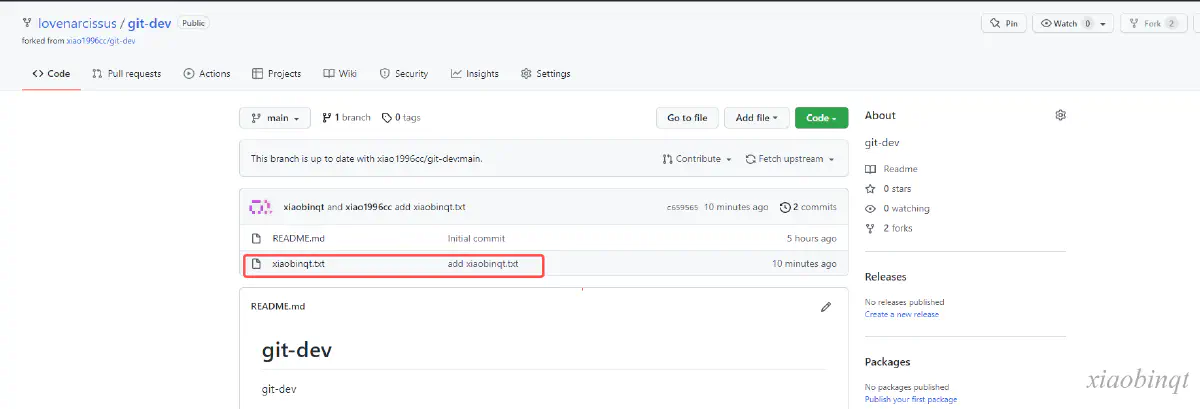 lovenarcissus / git-dev Public
forked from xiao1996cc/git-dev
Pin Watch 0 Fork 2
Code Pull requests Actions Projects Wiki Security Insights Settings
main 1 branch 0 tags Go to file Add file Code
This branch is up to date with xiao1996cc/git-dev:main. Contribute Fetch upstream
xiaobinqt and xiao1996cc add xiaobinqt.txt c659565 10 minutes ago 2 commits
README.md Initial commit 5 hours ago
xiaobinqt.txt add xiaobinqt.txt 10 minutes ago
README.md
git-dev
git-dev
About
git-dev
Readme
0 stars
0 watching
2 forks
Releases
No releases published
Create a new release
Packages
No packages published
Publish your first package
xiaobinqt